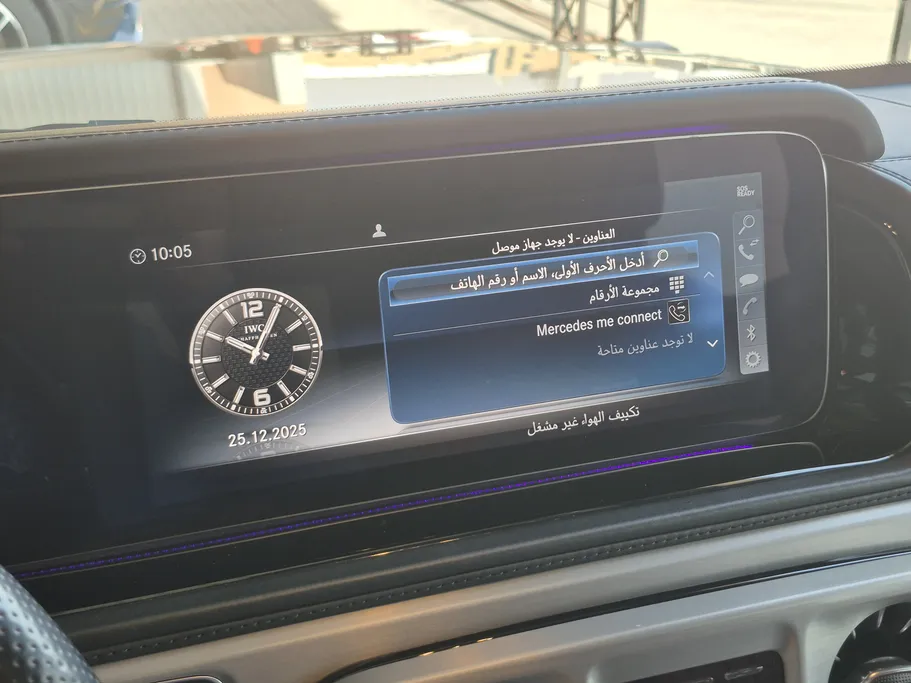 SOS
READY
10:05
العناوين - لا يوجد جهاز موصل
أدخل الأحرف الأولى، الاسم أو رقم الهاتف
مجموعة الأرقام
Mercedes me connect
لا توجد عناوين متاحة
12
IWC
6
25.12.2025
تكييف الهواء غير مشغل